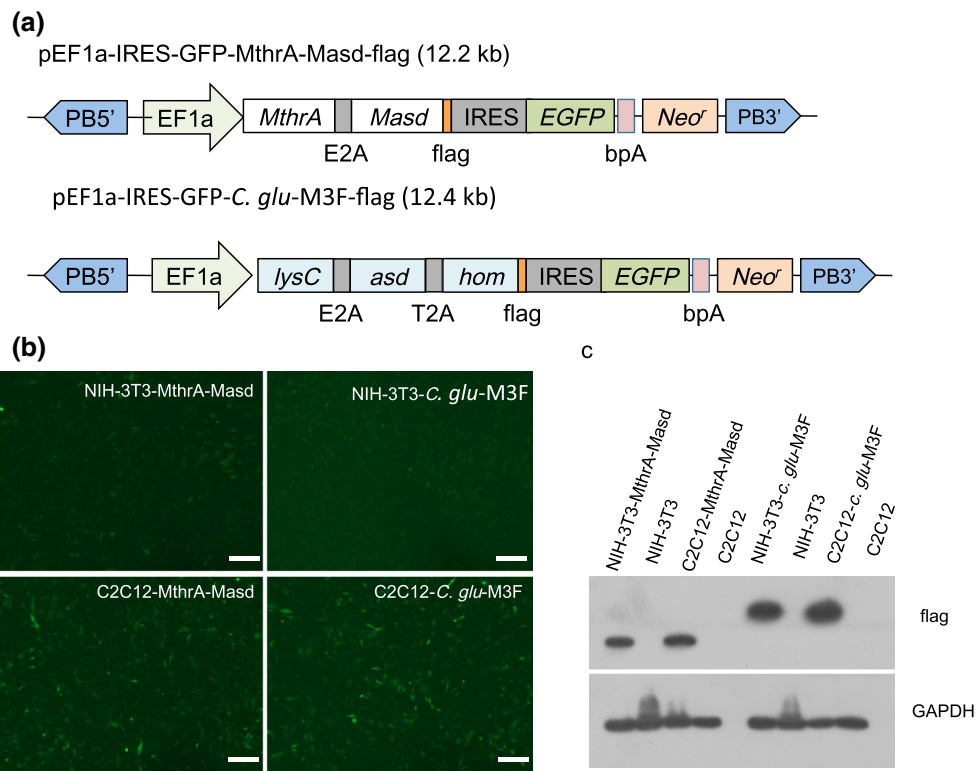 (a)
pEF1a-IRES-GFP-MthrA-Masd-flag (12.2 kb)
PB5' EF1a MthrA Masd IRES EGFP Neoʳ PB3'
E2A flag bpA
pEF1a-IRES-GFP-C. glu-M3F-flag (12.4 kb)
PB5' EF1a lysC asd hom IRES EGFP Neoʳ PB3'
E2A T2A flag bpA
(b)
NIH-3T3-MthrA-Masd
NIH-3T3-C. glu-M3F
C2C12-MthrA-Masd
C2C12-C. glu-M3F
c
NIH-3T3-MthrA-Masd
NIH-3T3
C2C12-MthrA-Masd
C2C12
NIH-3T3-c. glu-M3F
NIH-3T3
C2C12-c. glu-M3F
C2C12
flag
GAPDH